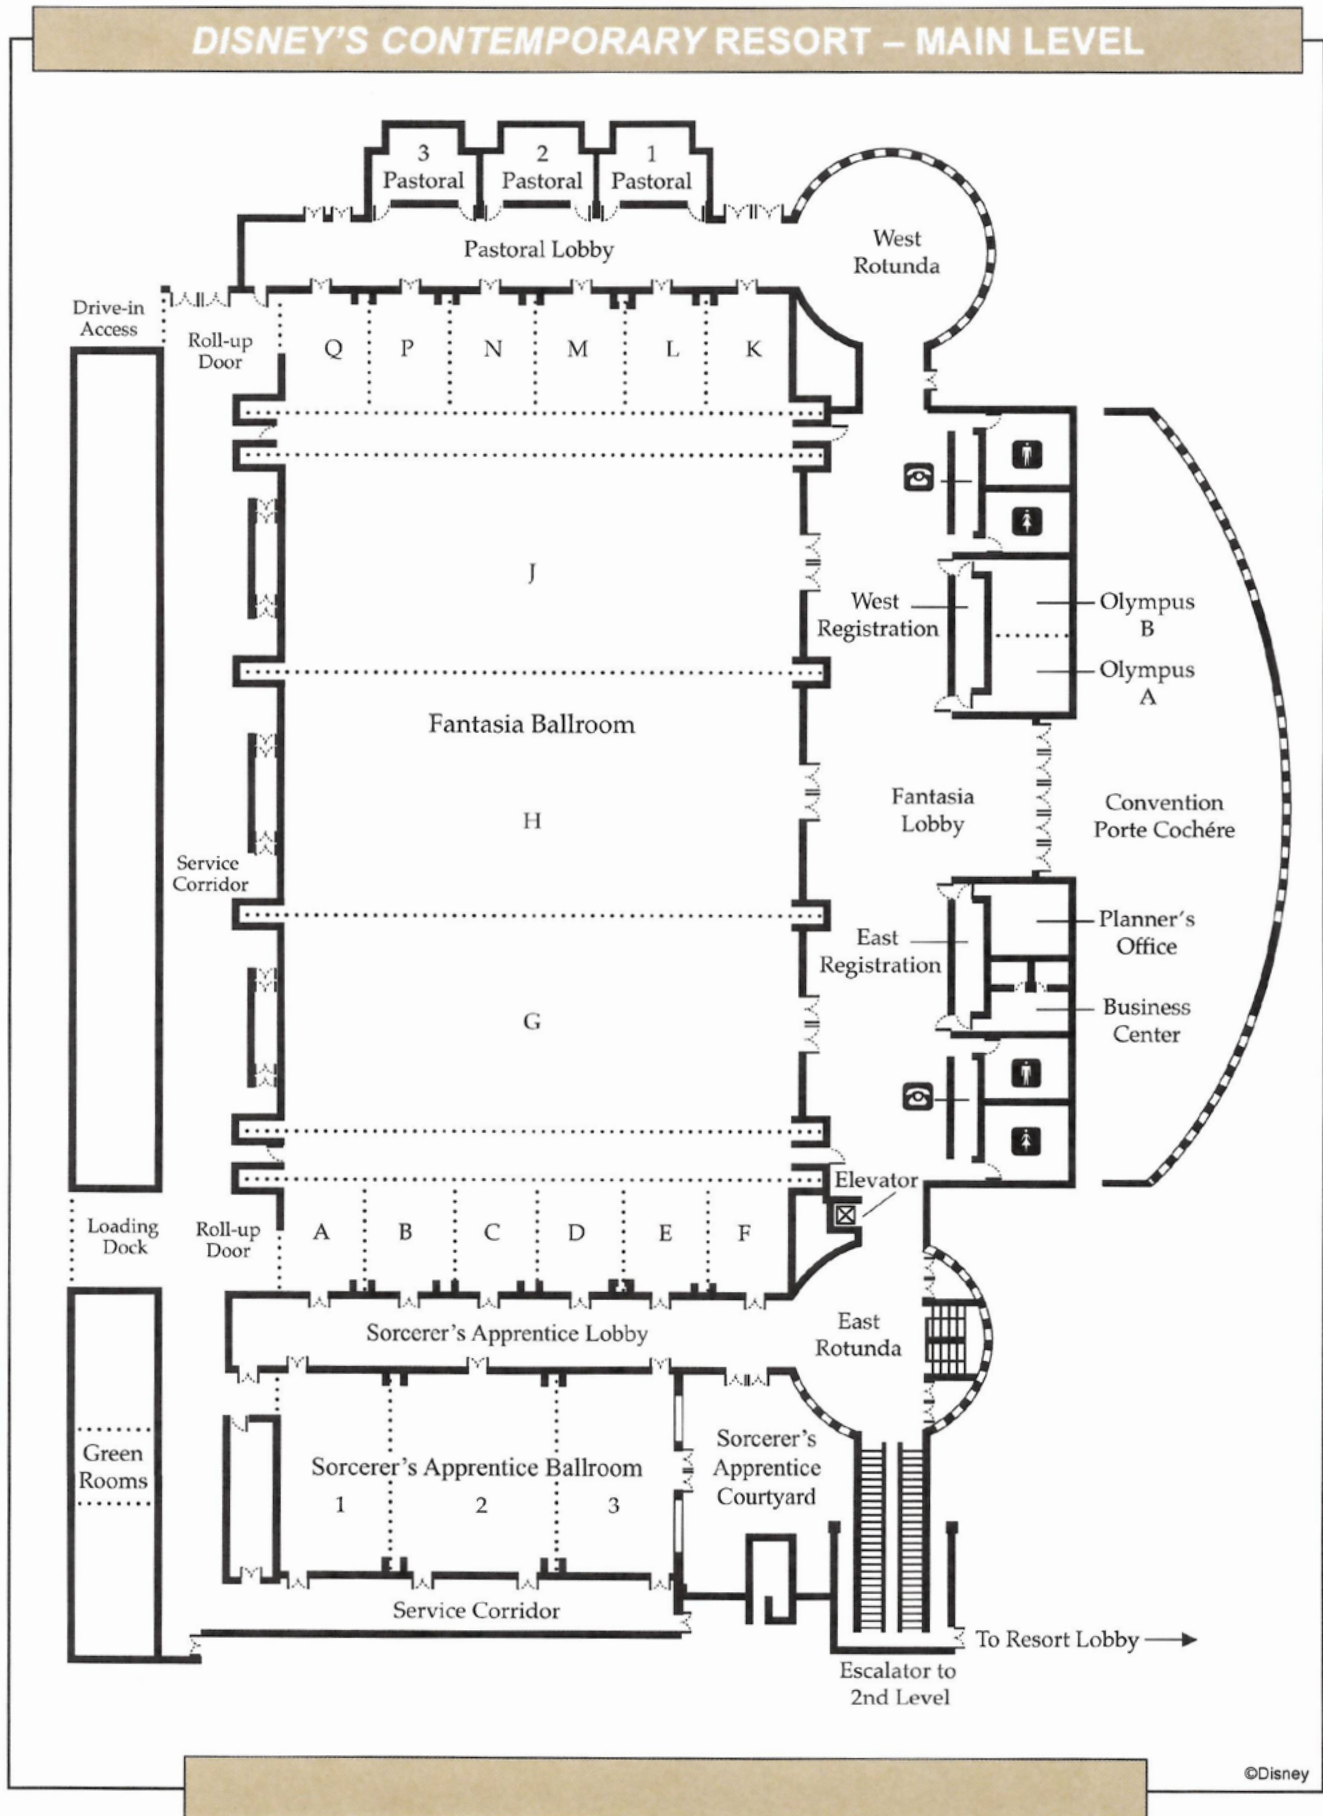 DISNEY'S CONTEMPORARY RESORT – MAIN LEVEL
3
Pastoral
2
Pastoral
1
Pastoral
West
Rotunda
Pastoral Lobby
Drive-in
Access
Roll-up
Door
Q
P
N
M
L
K
J
West
Registration
Olympus
B
Olympus
A
Fantasia Ballroom
H
Fantasia
Lobby
Convention
Porte Cochére
Service
Corridor
East
Registration
Planner's
Office
G
Business
Center
Elevator
Loading
Dock
Roll-up
Door
A
B
C
D
E
F
Sorcerer's Apprentice Lobby
East
Rotunda
Green
Rooms
Sorcerer's Apprentice Ballroom
1
2
3
Sorcerer's
Apprentice
Courtyard
Service Corridor
To Resort Lobby
Escalator to
2nd Level
©Disney